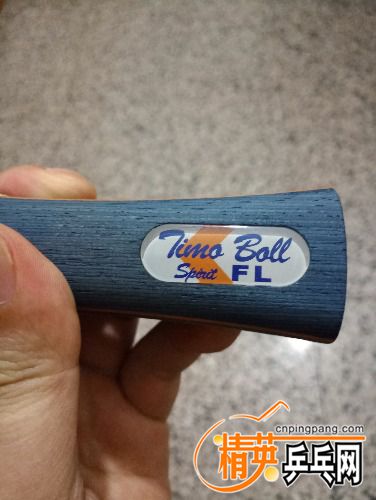 Timo Boll
Spirit FL
cnpingpang.com
精英乒乓网